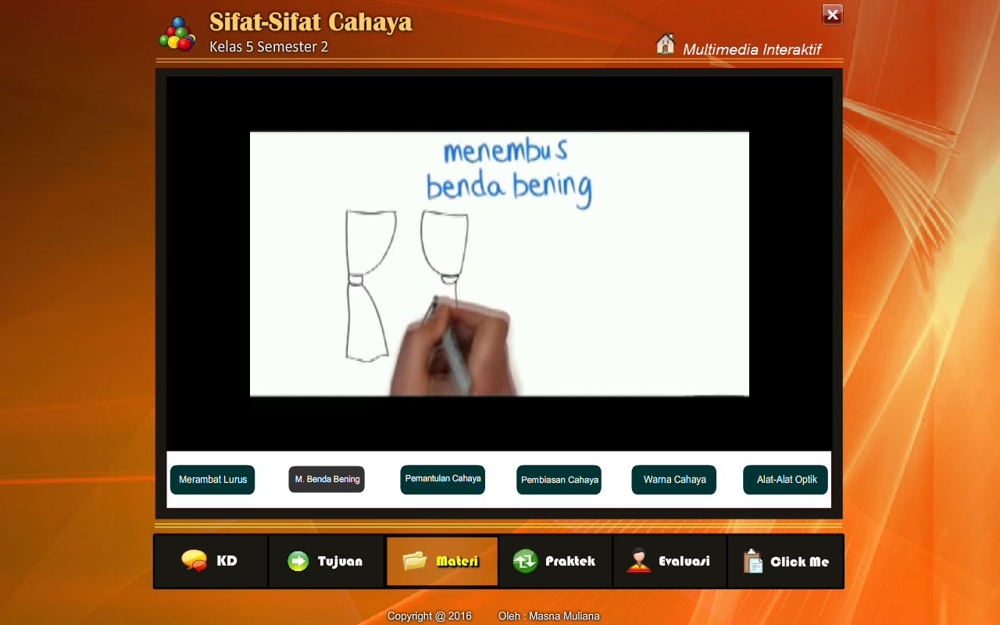 Sifat-Sifat Cahaya
Kelas 5 Semester 2
Multimedia Interaktif
menembus
benda bening
Merambat Lurus
M. Benda Bening
Pemantulan Cahaya
Pembiasan Cahaya
Warna Cahaya
Alat-Alat Optik
KD
Tujuan
Materi
Praktek
Evaluasi
Click Me
Copyright @ 2016 Oleh : Masna Muliana